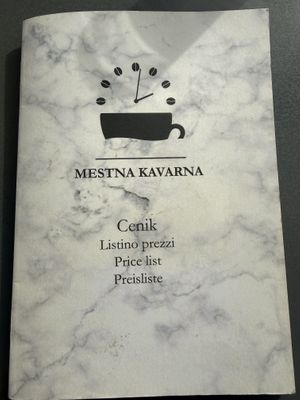 MESTNA KAVARNA
Cenik
Listino prezzi
Price list
Preisliste